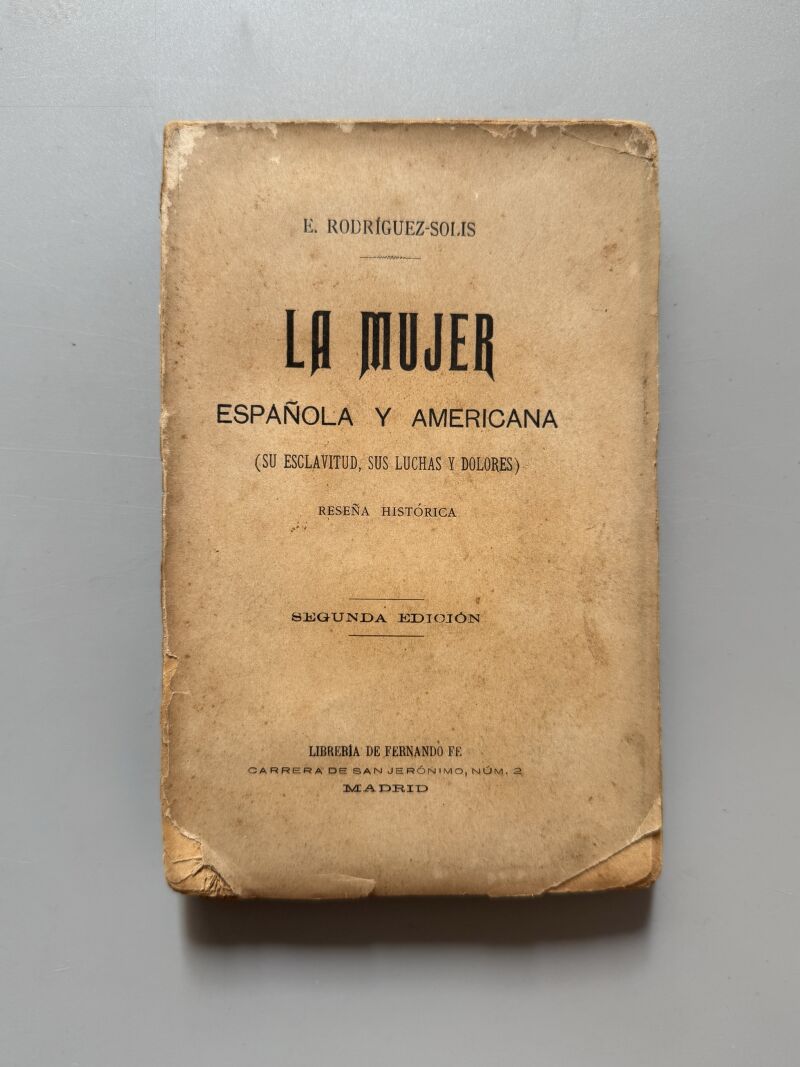 E. RODRÍGUEZ-SOLIS
LA MUJER
ESPAÑOLA Y AMERICANA
(SU ESCLAVITUD, SUS LUCHAS Y DOLORES)
RESEÑA HISTÓRICA
SEGUNDA EDICIÓN
LIBRERÍA DE FERNANDO FE
CARRERA DE SAN JERÓNIMO, NÚM. 2
MADRID